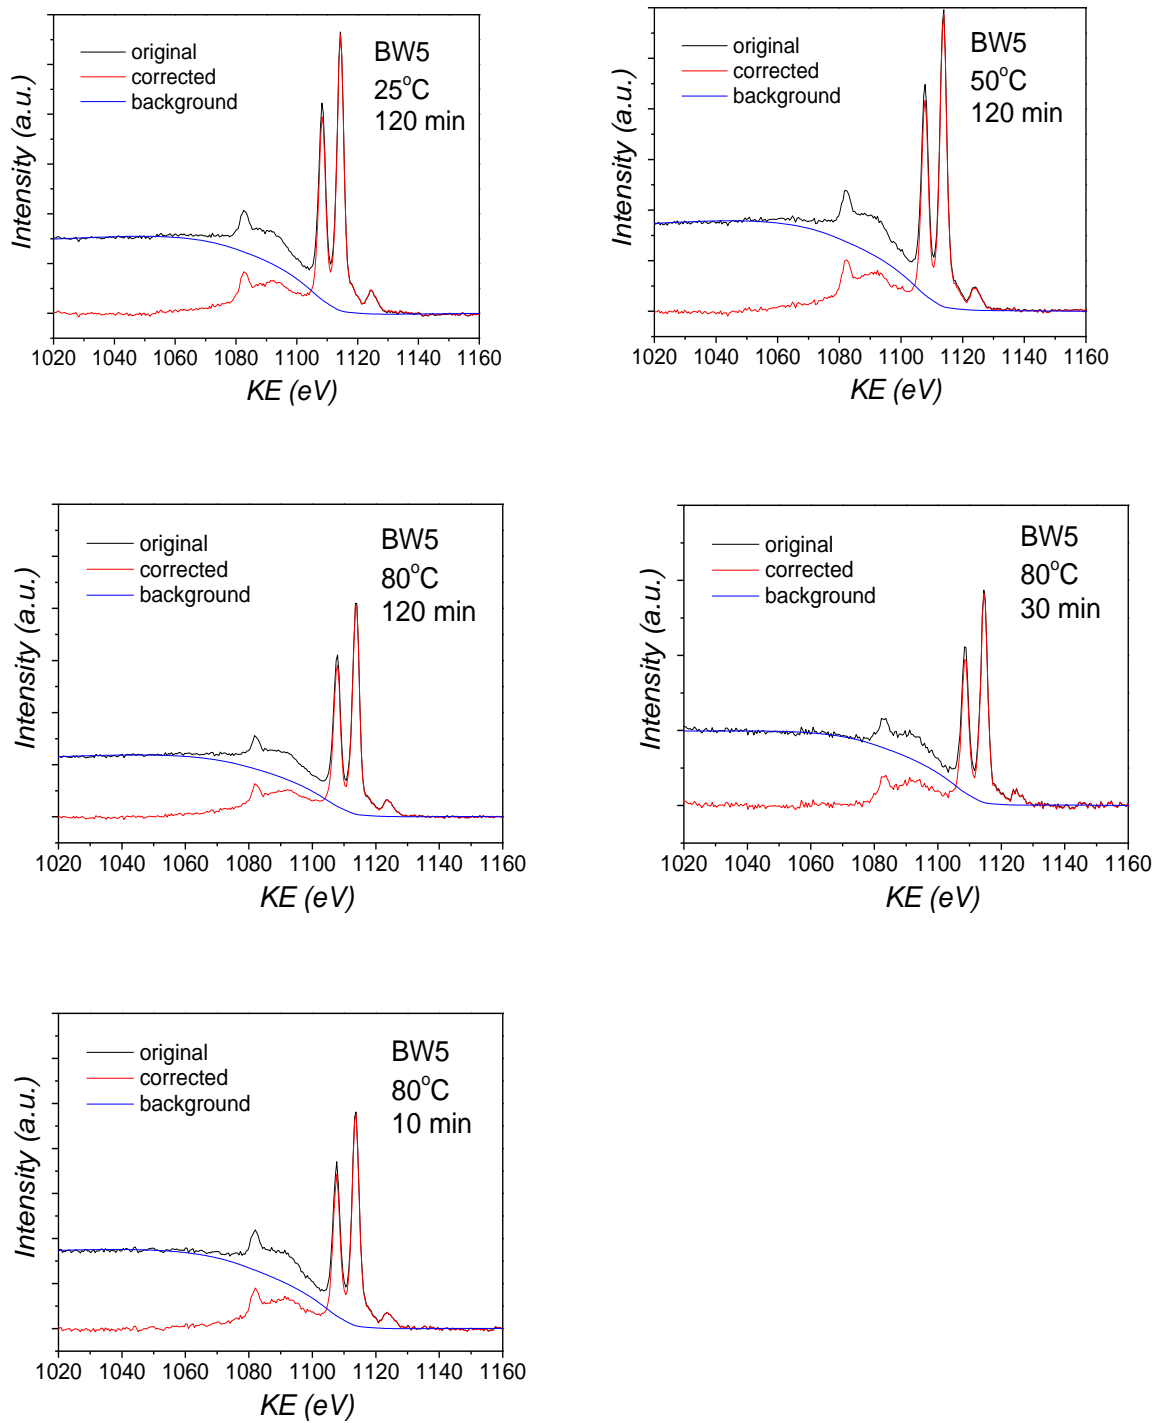 Intensity (a.u.)
original
corrected
background
BW5
25°C
120 min
1020 1040 1060 1080 1100 1120 1140 1160
KE (eV)
Intensity (a.u.)
original
corrected
background
BW5
50°C
120 min
1020 1040 1060 1080 1100 1120 1140 1160
KE (eV)
Intensity (a.u.)
original
corrected
background
BW5
80°C
120 min
1020 1040 1060 1080 1100 1120 1140 1160
KE (eV)
Intensity (a.u.)
original
corrected
background
BW5
80°C
30 min
1020 1040 1060 1080 1100 1120 1140 1160
KE (eV)
Intensity (a.u.)
original
corrected
background
BW5
80°C
10 min
1020 1040 1060 1080 1100 1120 1140 1160
KE (eV)